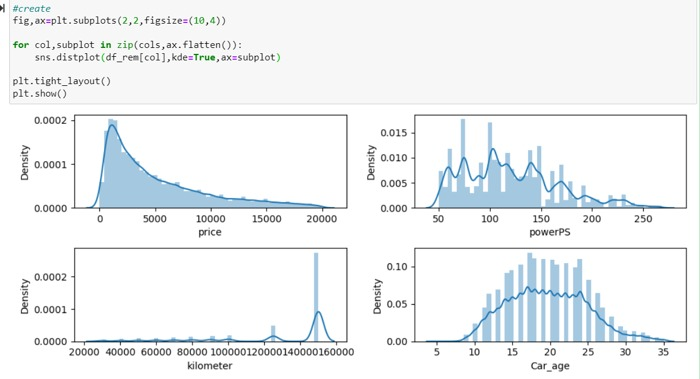 #create
fig,ax=plt.subplots(2,2,figsize=(10,4))
for col,subplot in zip(cols,ax.flatten()):
sns.distplot(df_rem[col],kde=True,ax=subplot)
plt.tight_layout()
plt.show()
0.0002
0.0001
0.0000
Density
0 5000 10000 15000 20000
price
0.015
0.010
0.005
0.000
Density
50 100 150 200 250
powerPS
0.0002
0.0001
0.0000
Density
20000 40000 60000 80000 100000 120000 140000 160000
kilometer
0.10
0.05
0.00
Density
5 10 15 20 25 30 35
Car_age